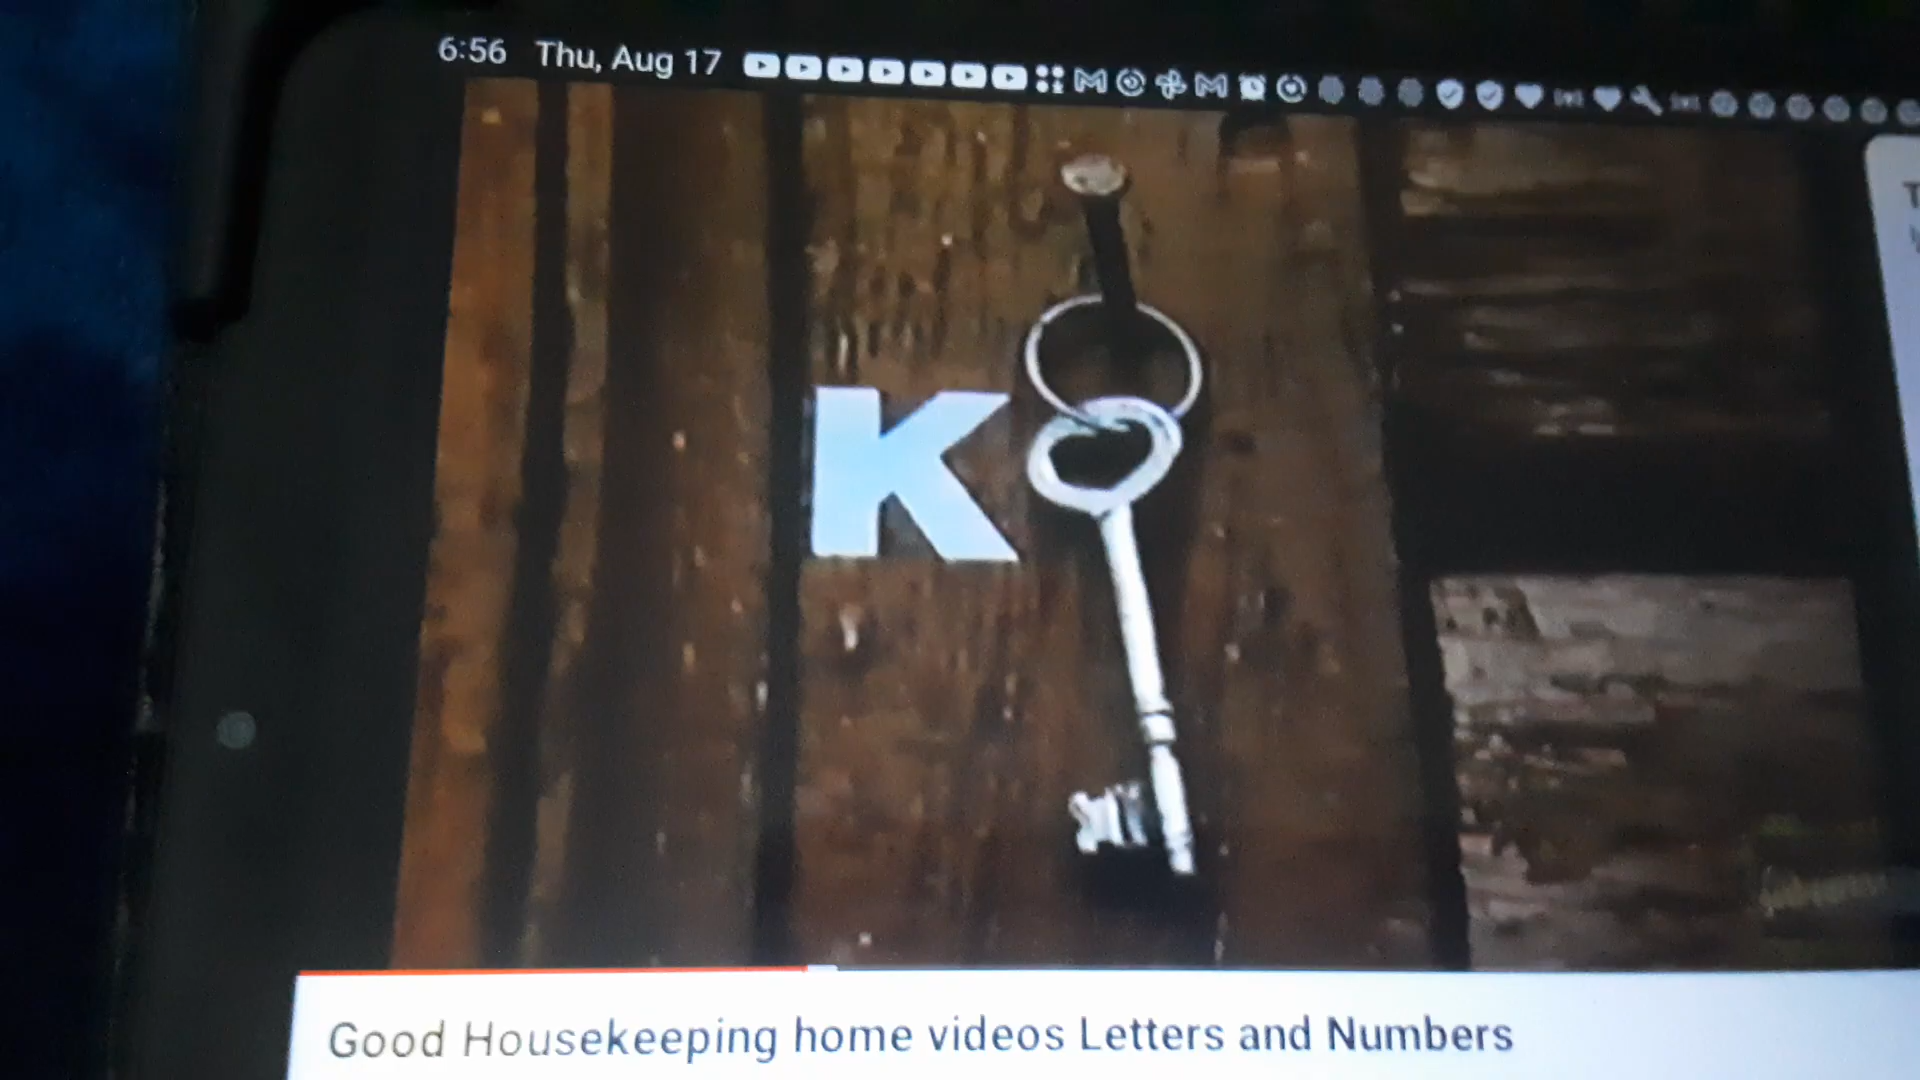 6:56 Thu, Aug 17
K
Good Housekeeping home videos Letters and Numbers